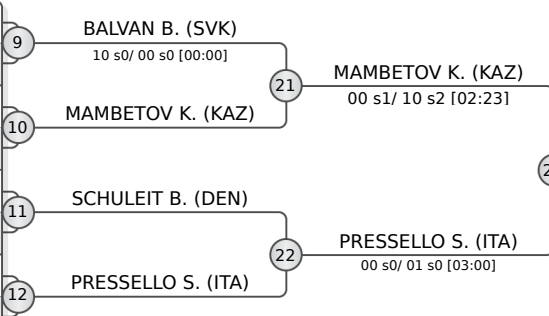 9
BALVAN B. (SVK)
10 s0/ 00 s0 [00:00]
21
MAMBETOV K. (KAZ)
00 s1/ 10 s2 [02:23]
10
MAMBETOV K. (KAZ)
11
SCHULEIT B. (DEN)
22
PRESSELLO S. (ITA)
00 s0/ 01 s0 [03:00]
12
PRESSELLO S. (ITA)